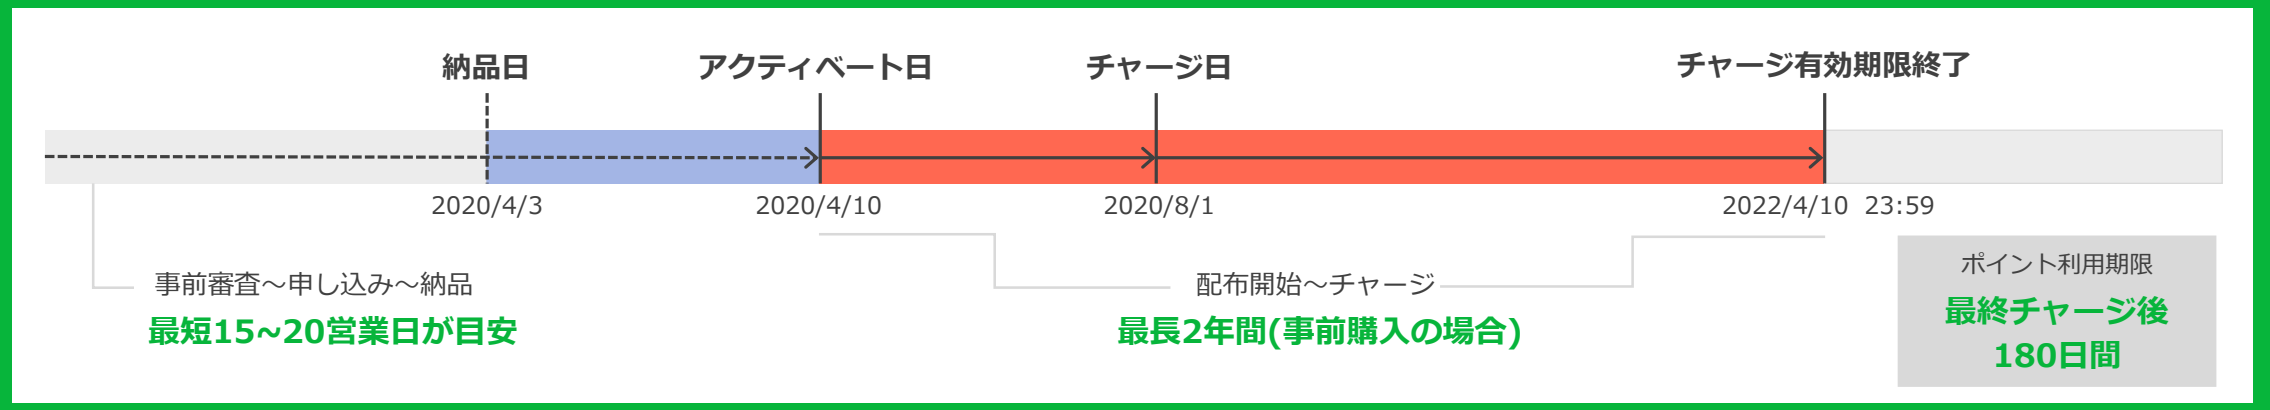 納品日
アクティベート日
チャージ日
チャージ有効期限終了
2020/4/3
2020/4/10
2020/8/1
2022/4/10 23:59
事前審査～申し込み～納品
最短15~20営業日が目安
配布開始～チャージ
最長2年間(事前購入の場合)
ポイント利用期限
最終チャージ後
180日間